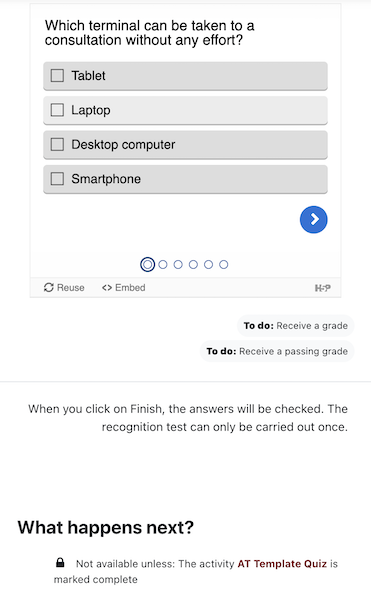 Which terminal can be taken to a
consultation without any effort?
Tablet
Laptop
Desktop computer
Smartphone
Reuse
<> Embed
H-P
To do: Receive a grade
To do: Receive a passing grade
When you click on Finish, the answers will be checked. The
recognition test can only be carried out once.
What happens next?
Not available unless: The activity AT Template Quiz is
marked complete